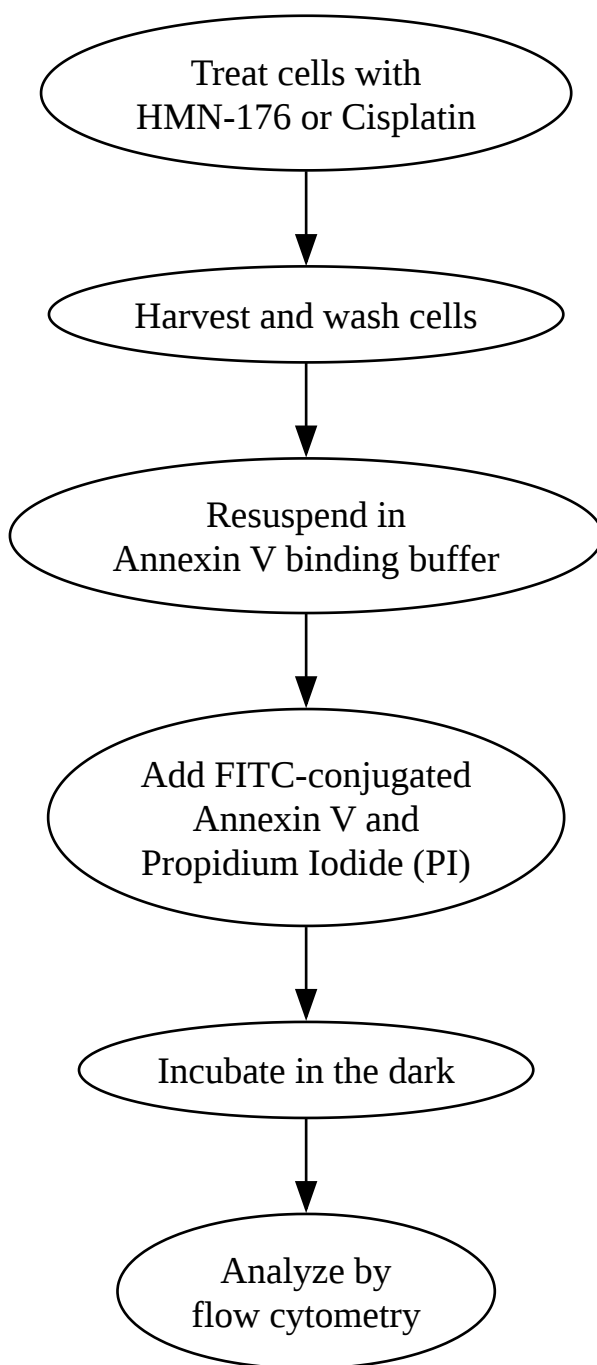 Treat cells with
HMN-176 or Cisplatin
Harvest and wash cells
Resuspend in
Annexin V binding buffer
Add FITC-conjugated
Annexin V and
Propidium Iodide (PI)
Incubate in the dark
Analyze by
flow cytometry